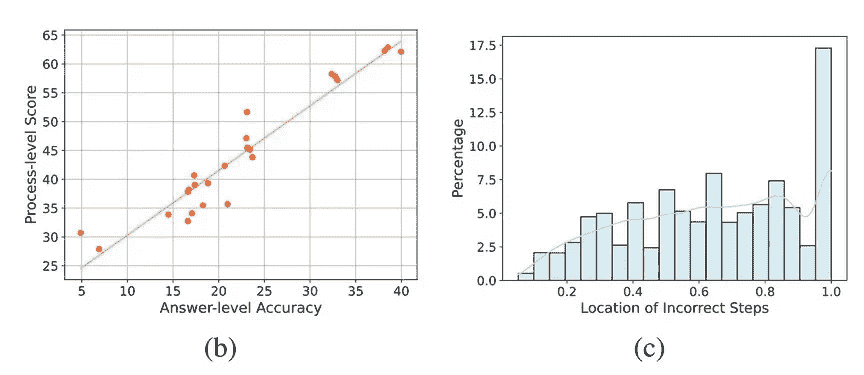 65
60
55
50
45
40
35
30
25
Process-level Score
5 10 15 20 25 30 35 40
Answer-level Accuracy
(b)
17.5
15.0
12.5
10.0
7.5
5.0
2.5
0.0
Percentage
0.2 0.4 0.6 0.8 1.0
Location of Incorrect Steps
(c)